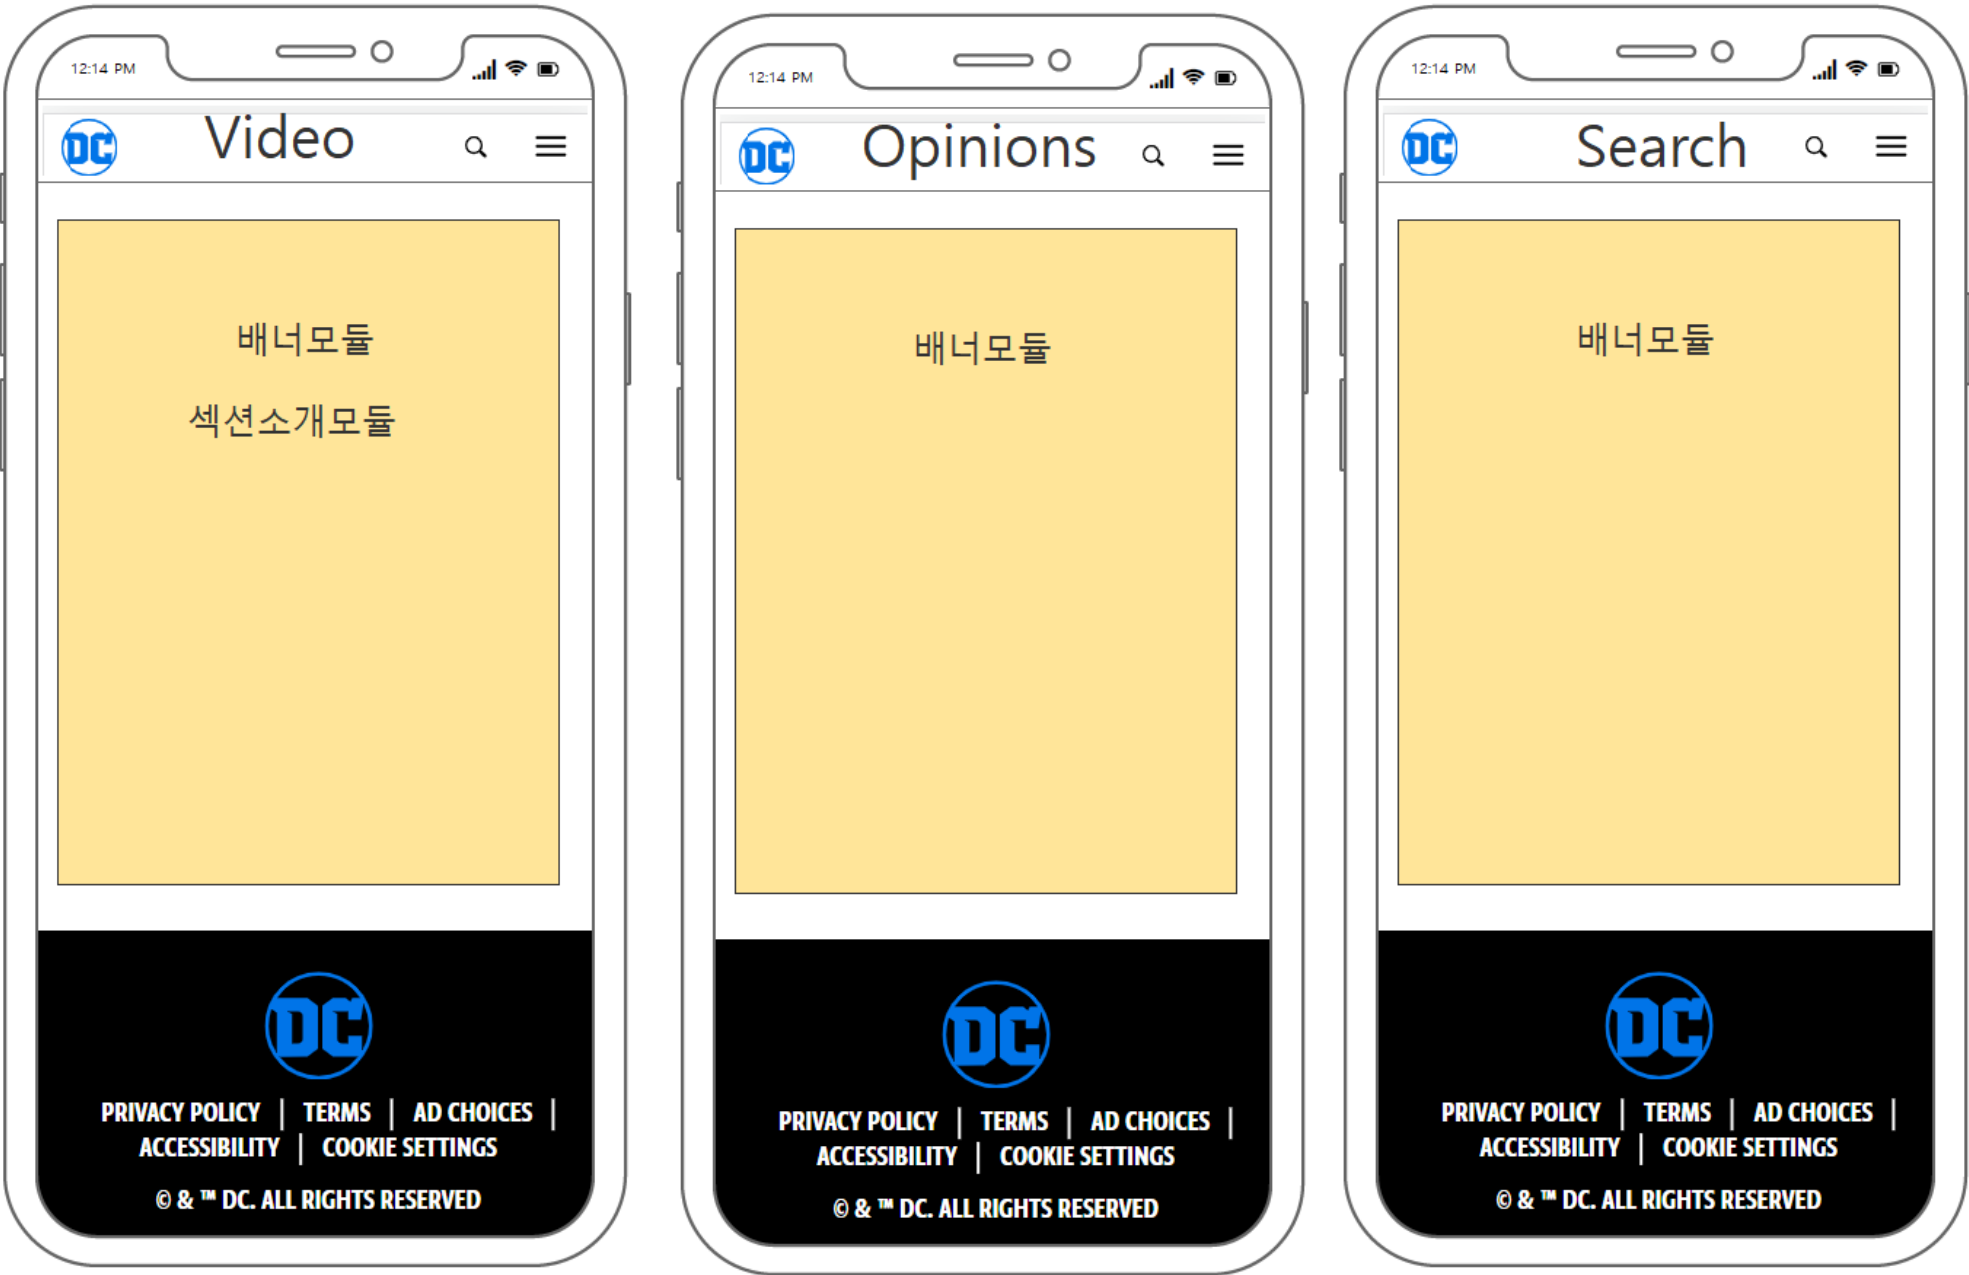 12:14 PM
DC
Video
배너모듈
섹션소개모듈
DC
PRIVACY POLICY | TERMS | AD CHOICES |
ACCESSIBILITY | COOKIE SETTINGS
© & ™ DC. ALL RIGHTS RESERVED
12:14 PM
DC
Opinions
배너모듈
DC
PRIVACY POLICY | TERMS | AD CHOICES |
ACCESSIBILITY | COOKIE SETTINGS
© & ™ DC. ALL RIGHTS RESERVED
12:14 PM
DC
Search
배너모듈
DC
PRIVACY POLICY | TERMS | AD CHOICES |
ACCESSIBILITY | COOKIE SETTINGS
© & ™ DC. ALL RIGHTS RESERVED